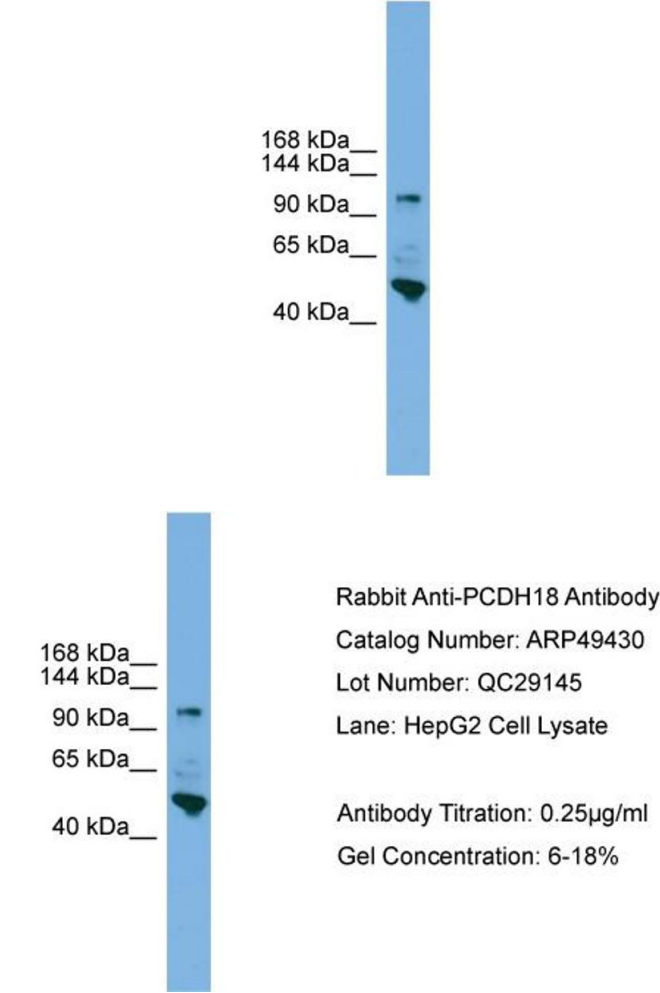 168 kDa
144 kDa
90 kDa
65 kDa
40 kDa
168 kDa
144 kDa
90 kDa
65 kDa
40 kDa
Rabbit Anti-PCDH18 Antibody
Catalog Number: ARP49430
Lot Number: QC29145
Lane: HepG2 Cell Lysate
Antibody Titration: 0.25µg/ml
Gel Concentration: 6-18%